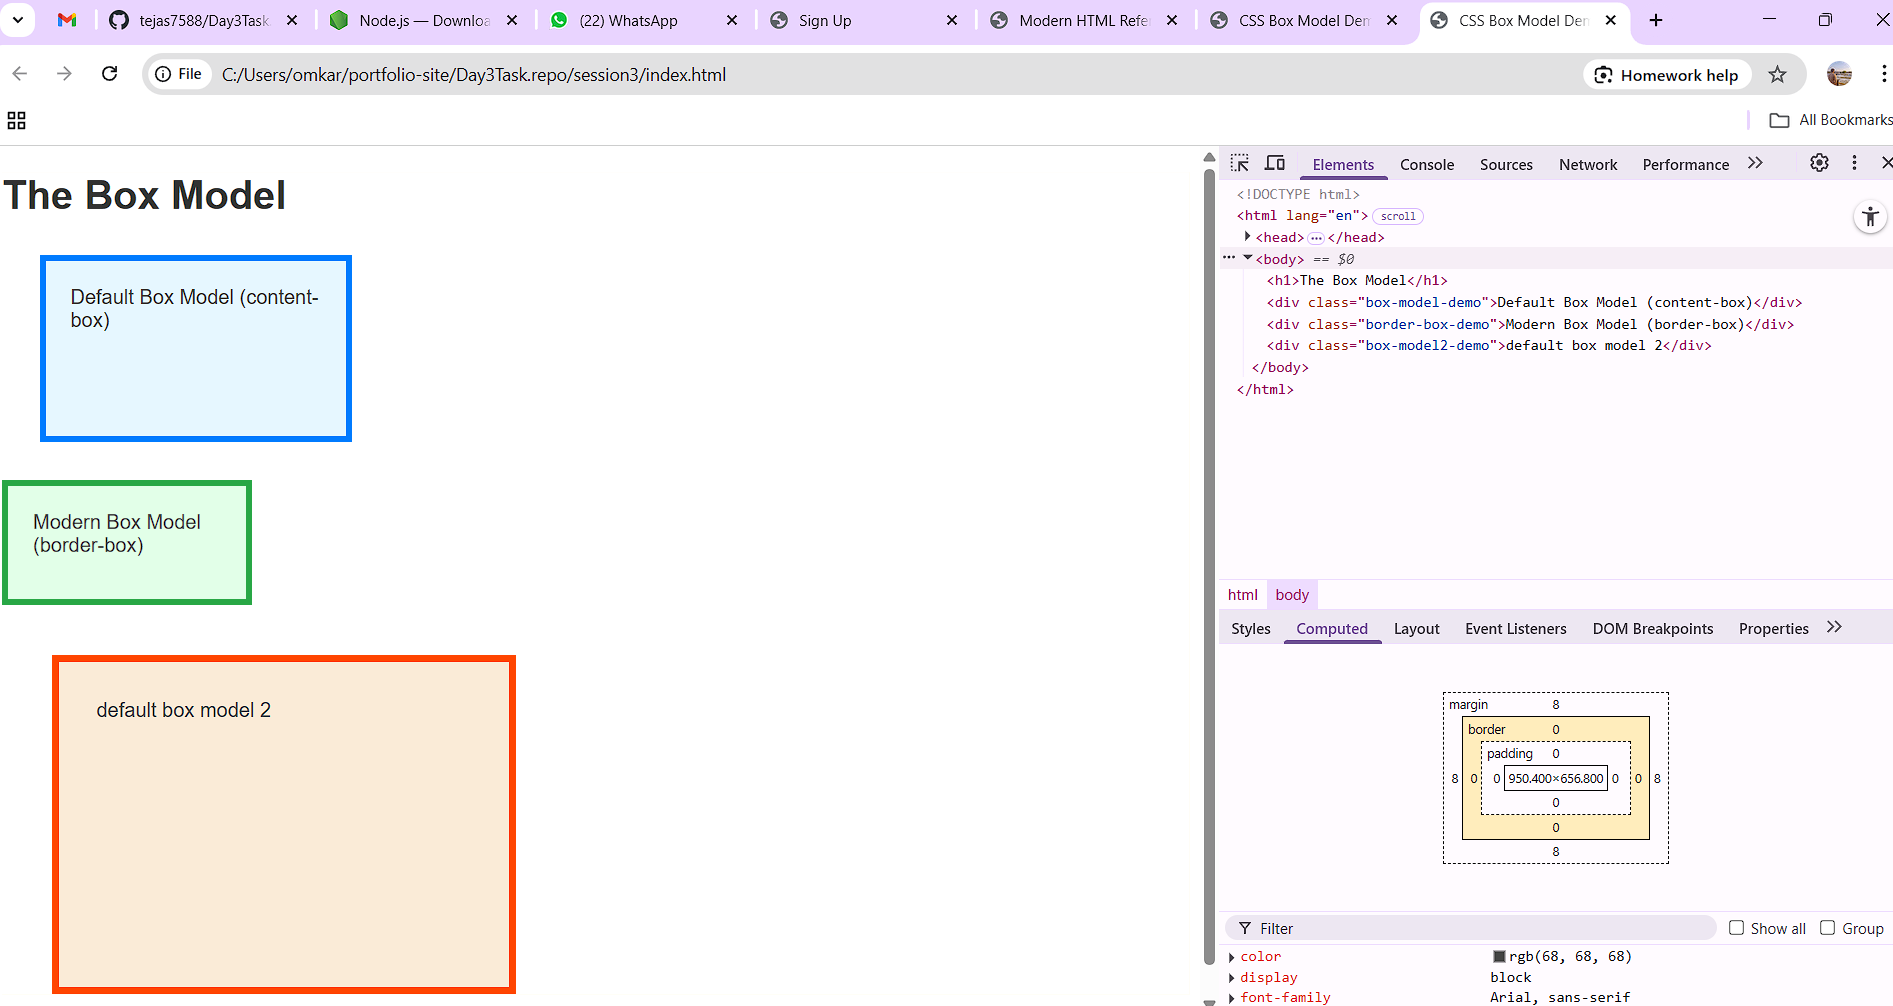 tejas7588/Day3Task.
Node.js — Downloa
(22) WhatsApp
Sign Up
Modern HTML Refe
CSS Box Model Den
CSS Box Model Den
File
C:/Users/omkar/portfolio-site/Day3Task.repo/session3/index.html
Homework help
All Bookmarks
The Box Model
Default Box Model (content-
box)
Modern Box Model
(border-box)
default box model 2
Elements Console Sources Network Performance
<!DOCTYPE html>
<html lang="en"> scroll
<head> ... </head>
... <body> == $0
<h1>The Box Model</h1>
<div class="box-model-demo">Default Box Model (content-box)</div>
<div class="border-box-demo">Modern Box Model (border-box)</div>
<div class="box-model2-demo">default box model 2</div>
</body>
</html>
html body
Styles Computed Layout Event Listeners DOM Breakpoints Properties
margin 8
border 0
padding 0
8 0 0 950.400×656.800 0 0 8
0
0
8
Filter Show all Group
color rgb(68, 68, 68)
display block
font-family Arial, sans-serif